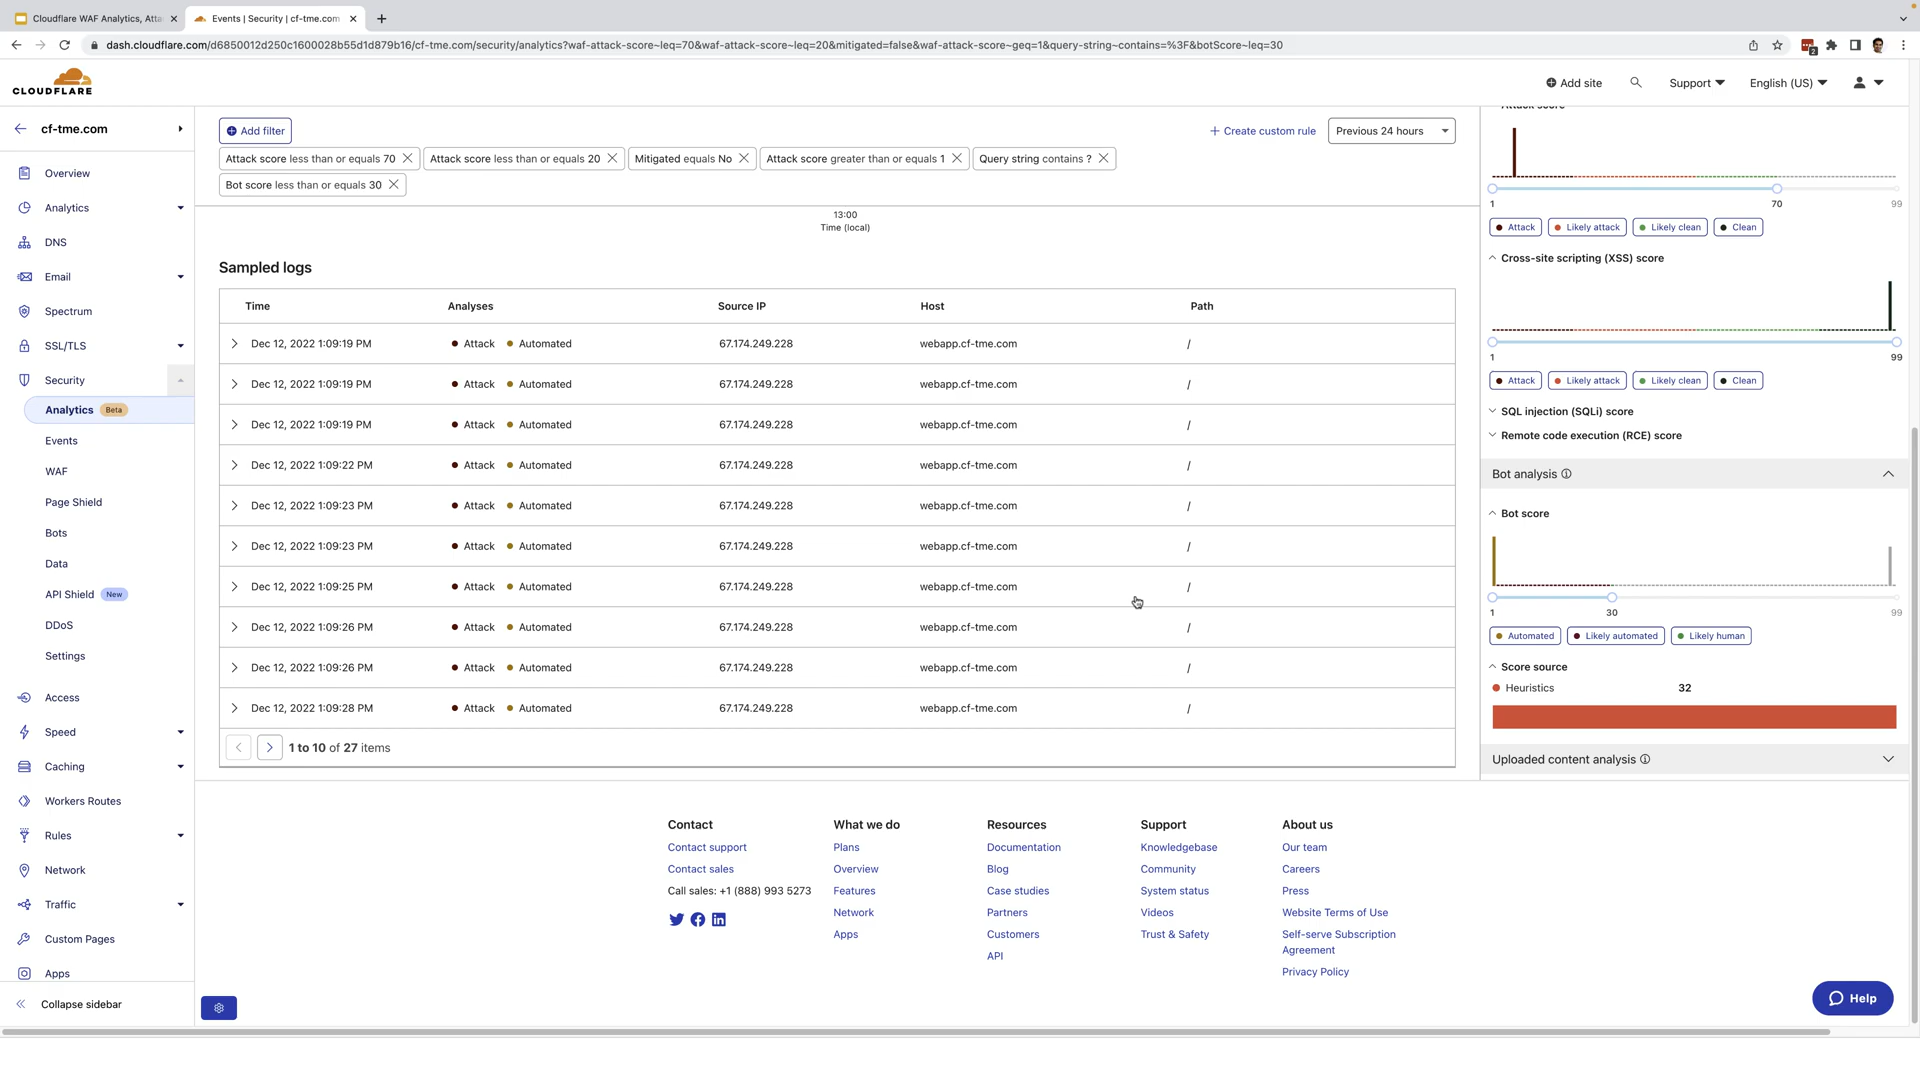 Cloudflare WAF Analytics, Atta
Events | Security | cf-tme.com
dash.cloudflare.com/d6850012d250c1600028b55d1d879b16/cf-tme.com/security/analytics?waf-attack-score~leq=70&waf-attack-score~leq=20&mitigated=false&waf-attack-score~geq=1&query-string~contains=%3F&botScore~leq=30
2
CLOUDFLARE
Add site
Support
English (US)
cf-tme.com
Overview
Analytics
DNS
Email
Spectrum
SSL/TLS
Security
Analytics Beta
Events
WAF
Page Shield
Bots
Data
API Shield New
DDoS
Settings
Access
Speed
Caching
Workers Routes
Rules
Network
Traffic
Custom Pages
Apps
Collapse sidebar
Add filter
Create custom rule
Previous 24 hours
Attack score less than or equals 70
Attack score less than or equals 20
Mitigated equals No
Attack score greater than or equals 1
Query string contains ?
Bot score less than or equals 30
13:00
Time (local)
Sampled logs
Time Analyses Source IP Host Path
Dec 12, 2022 1:09:19 PM Attack Automated 67.174.249.228 webapp.cf-tme.com /
Dec 12, 2022 1:09:19 PM Attack Automated 67.174.249.228 webapp.cf-tme.com /
Dec 12, 2022 1:09:19 PM Attack Automated 67.174.249.228 webapp.cf-tme.com /
Dec 12, 2022 1:09:22 PM Attack Automated 67.174.249.228 webapp.cf-tme.com /
Dec 12, 2022 1:09:23 PM Attack Automated 67.174.249.228 webapp.cf-tme.com /
Dec 12, 2022 1:09:23 PM Attack Automated 67.174.249.228 webapp.cf-tme.com /
Dec 12, 2022 1:09:25 PM Attack Automated 67.174.249.228 webapp.cf-tme.com /
Dec 12, 2022 1:09:26 PM Attack Automated 67.174.249.228 webapp.cf-tme.com /
Dec 12, 2022 1:09:26 PM Attack Automated 67.174.249.228 webapp.cf-tme.com /
Dec 12, 2022 1:09:28 PM Attack Automated 67.174.249.228 webapp.cf-tme.com /
1 to 10 of 27 items
Attack score
1 70 99
Attack Likely attack Likely clean Clean
Cross-site scripting (XSS) score
1 99
Attack Likely attack Likely clean Clean
SQL injection (SQLi) score
Remote code execution (RCE) score
Bot analysis
Bot score
1 30 99
Automated Likely automated Likely human
Score source
Heuristics 32
Uploaded content analysis
Contact
Contact support
Contact sales
Call sales: +1 (888) 993 5273
What we do
Plans
Overview
Features
Network
Apps
Resources
Documentation
Blog
Case studies
Partners
Customers
API
Support
Knowledgebase
Community
System status
Videos
Trust & Safety
About us
Our team
Careers
Press
Website Terms of Use
Self-serve Subscription
Agreement
Privacy Policy
Help